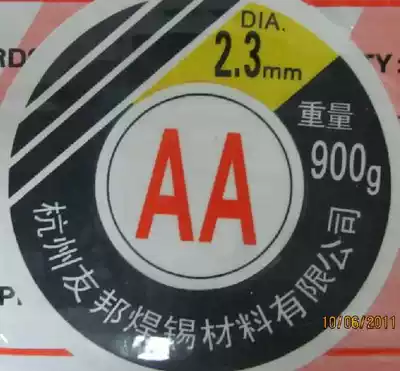 DIA.
2.3mm
重量
900g
AA
杭州友邦焊锡材料有限公司
10/06/2011